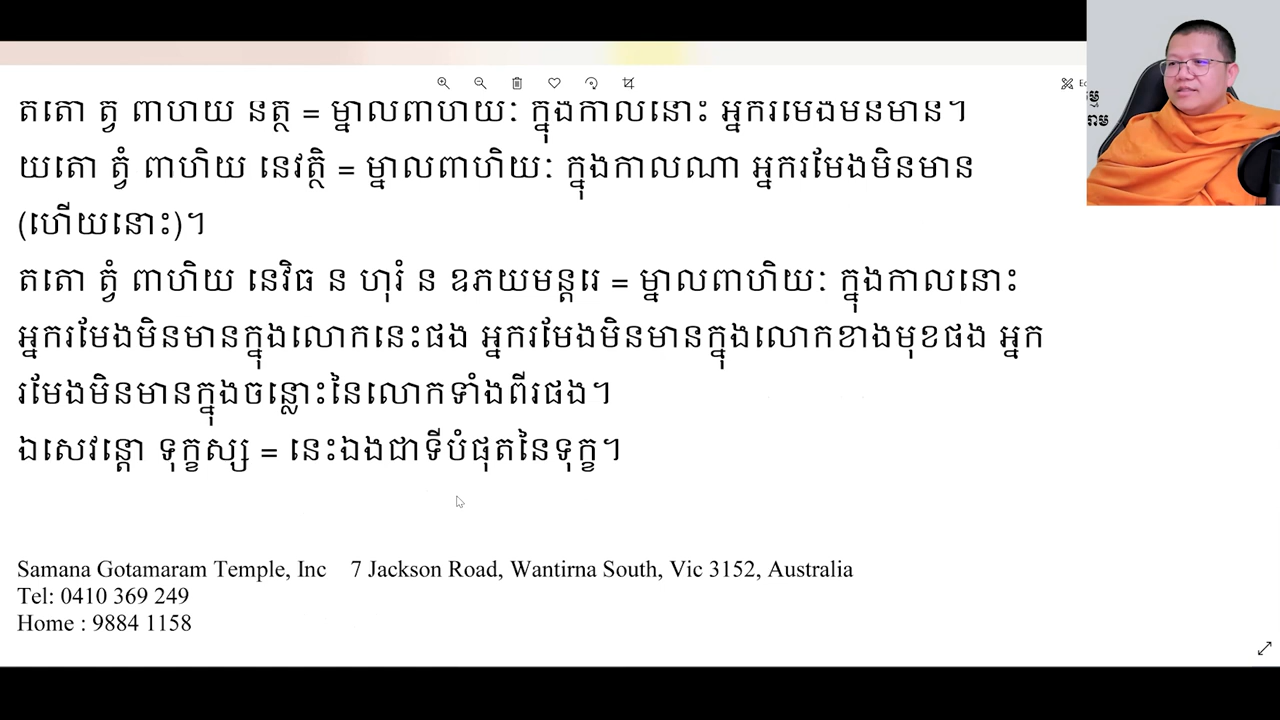 តតោ ត្វំ ពាហិយ នត្ថិ = ម្នាលពាហិយៈ ក្នុងកាលនោះ អ្នករមែងមិនមាន។
យតោ ត្វំ ពាហិយ នេវត្ថិ = ម្នាលពាហិយៈ ក្នុងកាលណា អ្នករមែងមិនមាន
(ហើយនោះ)។
តតោ ត្វំ ពាហិយ នេវិធ ន ហុរំ ន ឧភយមន្តរេ = ម្នាលពាហិយៈ ក្នុងកាលនោះ
អ្នករមែងមិនមានក្នុងលោកនេះផង អ្នករមែងមិនមានក្នុងលោកខាងមុខផង អ្នក
រមែងមិនមានក្នុងចន្លោះនៃលោកទាំងពីរផង។
ឯសេវន្តោ ទុក្ខស្ស = នេះឯងជាទីបំផុតនៃទុក្ខ។
Samana Gotamaram Temple, Inc 7 Jackson Road, Wantirna South, Vic 3152, Australia
Tel: 0410 369 249
Home : 9884 1158